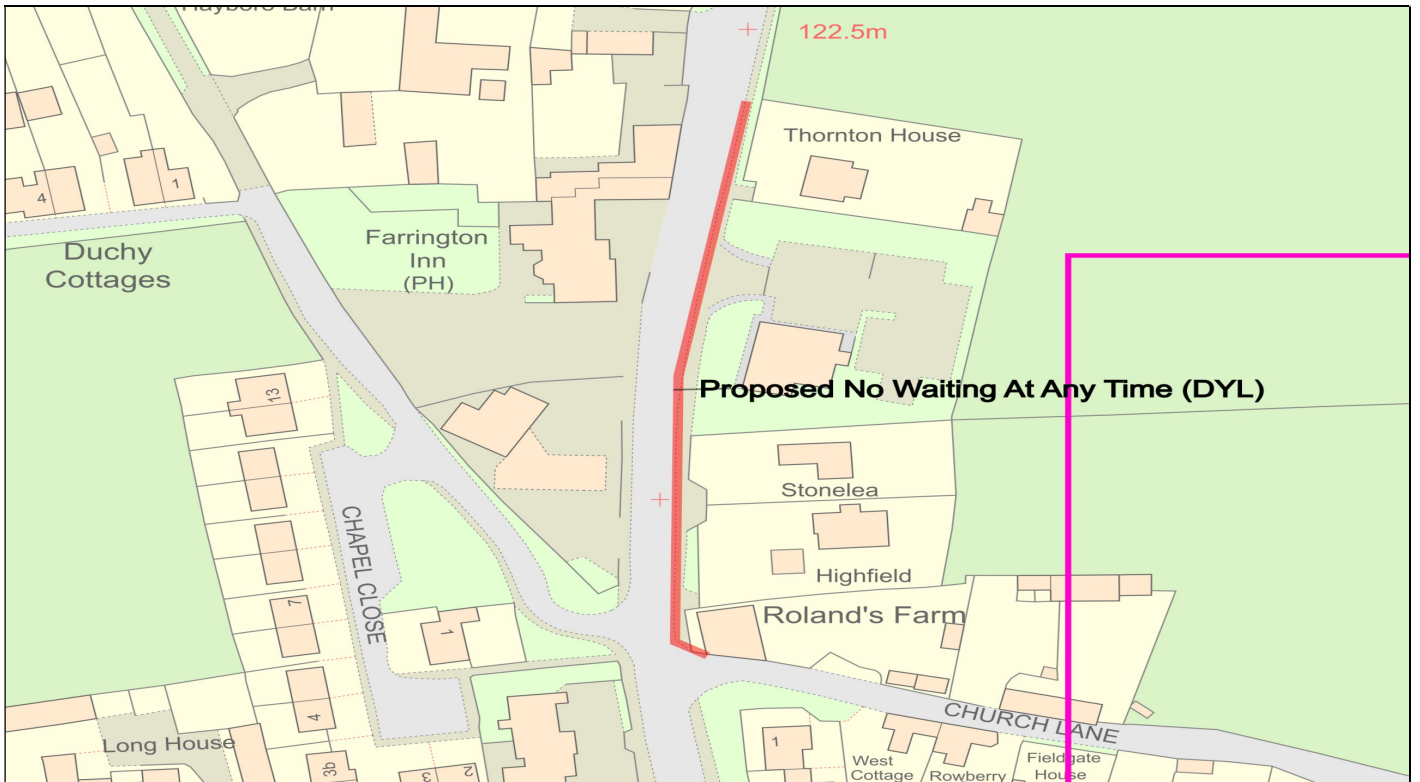 Hayboro Barn
122.5m
Thornton House
4
1
Duchy
Cottages
Farrington
Inn
(PH)
13
Proposed No Waiting At Any Time (DYL)
Stonelea
CHAPEL CLOSE
Highfield
7
1
Roland's Farm
4
Long House
CHURCH LANE
3b
3
2
1
West
Cottage
Rowberry
Fieldgate
House